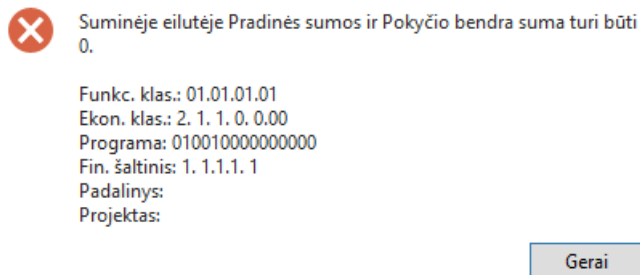 Suminėje eilutėje Pradinės sumos ir Pokyčio bendra suma turi būti
0.
Funkc. klas.: 01.01.01.01
Ekon. klas.: 2. 1. 1. 0. 0.00
Programa: 010010000000000
Fin. šaltinis: 1. 1.1.1. 1
Padalinys:
Projektas:
Gerai